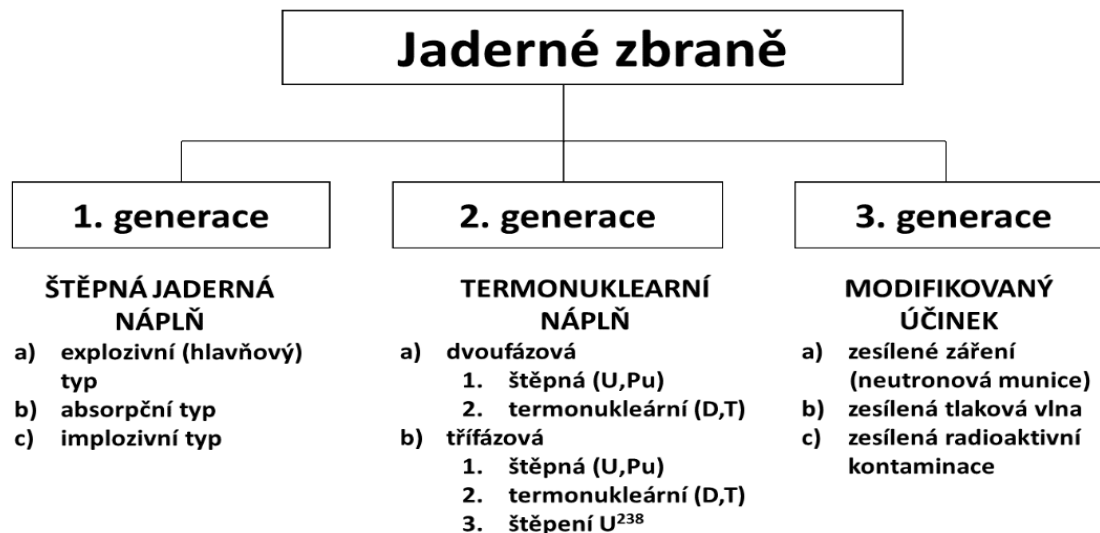 Jaderné zbraně
1. generace
ŠTĚPNÁ JADERNÁ
NÁPLŇ
a) explozivní (hlavňový)
typ
b) absorpční typ
c) implozivní typ
2. generace
TERMONUKLEARNÍ
NÁPLŇ
a) dvoufázová
1. štěpná (U,Pu)
2. termonukleární (D,T)
b) třífázová
1. štěpná (U,Pu)
2. termonukleární (D,T)
3. štěpení U²³⁸
3. generace
MODIFIKOVANÝ
ÚČINEK
a) zesílené záření
(neutronová munice)
b) zesílená tlaková vlna
c) zesílená radioaktivní
kontaminace